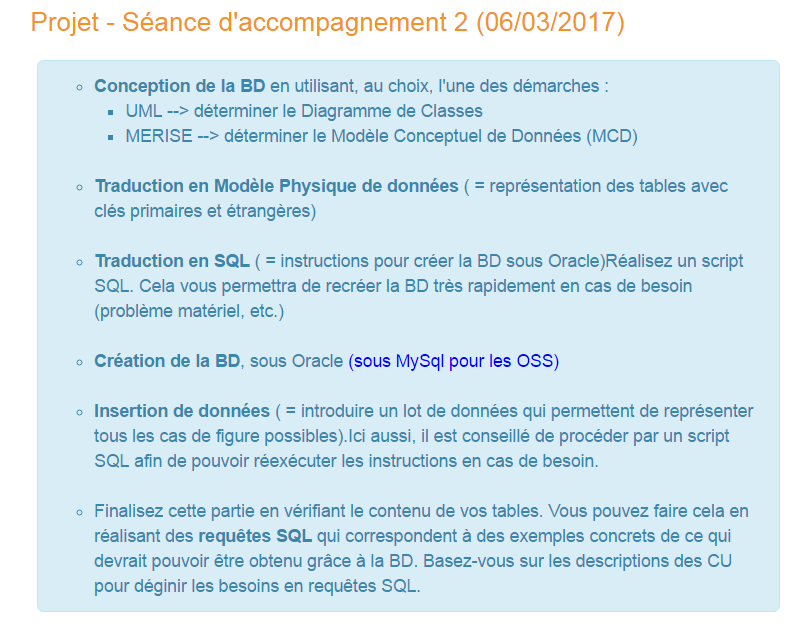 Projet - Séance d'accompagnement 2 (06/03/2017)
Conception de la BD en utilisant, au choix, l'une des démarches :
UML --> déterminer le Diagramme de Classes
MERISE --> déterminer le Modèle Conceptuel de Données (MCD)
Traduction en Modèle Physique de données ( = représentation des tables avec
clés primaires et étrangères)
Traduction en SQL ( = instructions pour créer la BD sous Oracle)Réalisez un script
SQL. Cela vous permettra de recréer la BD très rapidement en cas de besoin
(problème matériel, etc.)
Création de la BD, sous Oracle (sous MySql pour les OSS)
Insertion de données ( = introduire un lot de données qui permettent de représenter
tous les cas de figure possibles).Ici aussi, il est conseillé de procéder par un script
SQL afin de pouvoir réexécuter les instructions en cas de besoin.
Finalisez cette partie en vérifiant le contenu de vos tables. Vous pouvez faire cela en
réalisant des requêtes SQL qui correspondent à des exemples concrets de ce qui
devrait pouvoir être obtenu grâce à la BD. Basez-vous sur les descriptions des CU
pour déginir les besoins en requêtes SQL.